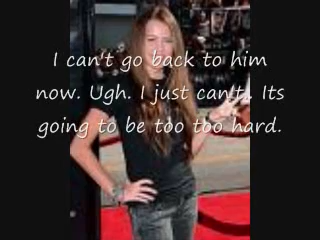 I can't go back to him
now. Ugh. I just can't. Its
going to be too too hard.